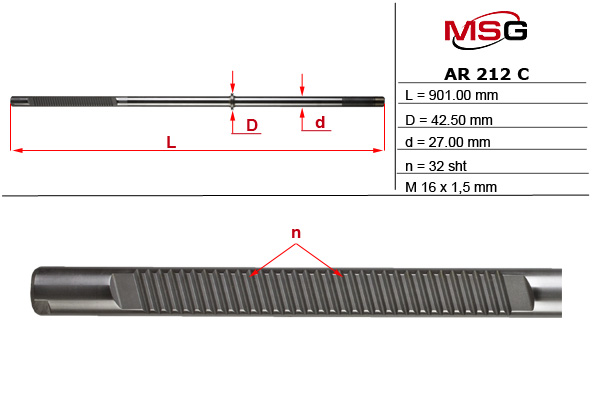 MSG
AR 212 C
L = 901.00 mm
D = 42.50 mm
d = 27.00 mm
n = 32 sht
M 16 x 1,5 mm
D
d
L
n